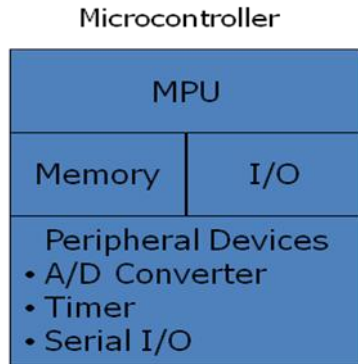 Microcontroller
MPU
Memory I/O
Peripheral Devices
• A/D Converter
• Timer
• Serial I/O